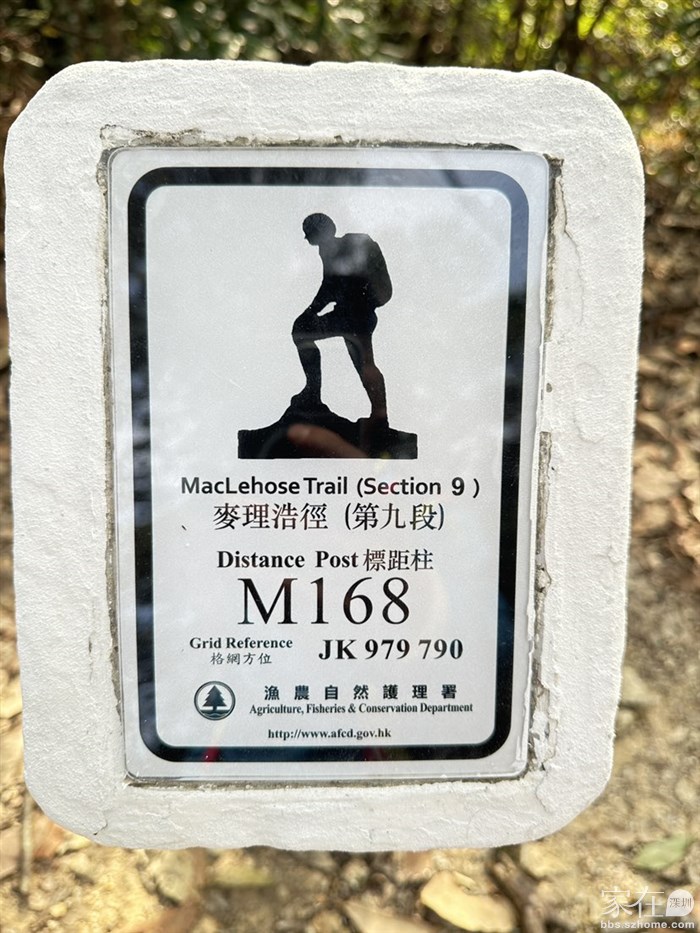 MacLehose Trail (Section 9)
麥理浩徑 (第九段)
Distance Post 標距柱
M168
Grid Reference JK 979 790
格網方位
漁農自然護理署
Agriculture, Fisheries & Conservation Department
http://www.afcd.gov.hk
家在深圳
bbs.szhome.com